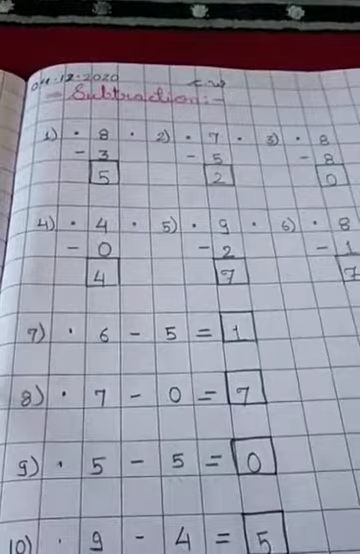 04-12-2020 c.w
Subtraction:-
1) • 8 • 2) • 7 • 3) • 8
- 3 - 5 - 8
5 2 0
4) • 4 • 5) • 9 • 6) • 8
- 0 - 2 - 1
4 7 7
7) • 6 - 5 = 1
8) • 7 - 0 = 7
9) • 5 - 5 = 0
10) • 9 - 4 = 5